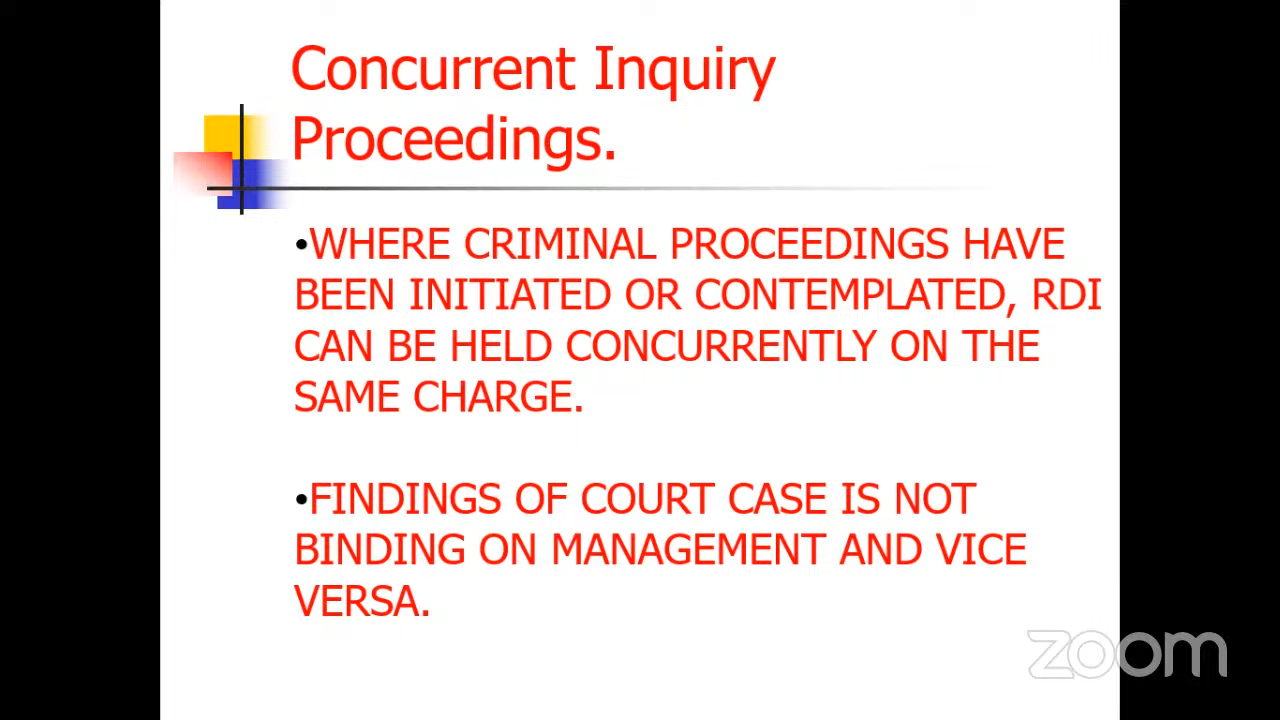 Concurrent Inquiry
Proceedings.
•WHERE CRIMINAL PROCEEDINGS HAVE
BEEN INITIATED OR CONTEMPLATED, RDI
CAN BE HELD CONCURRENTLY ON THE
SAME CHARGE.
•FINDINGS OF COURT CASE IS NOT
BINDING ON MANAGEMENT AND VICE
VERSA.
zoom